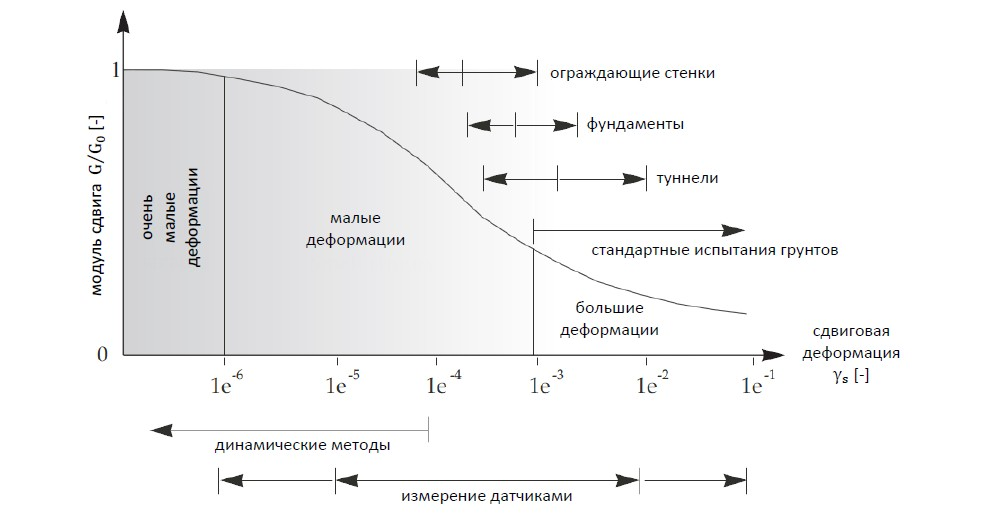 1
ограждающие стенки
фундаменты
туннели
стандартные испытания грунтов
модуль сдвига G/G₀ [-]
очень
малые
деформации
малые
деформации
большие
деформации
0
сдвиговая
деформация
γₛ [-]
1e⁻⁶
1e⁻⁵
1e⁻⁴
1e⁻³
1e⁻²
1e⁻¹
динамические методы
измерение датчиками